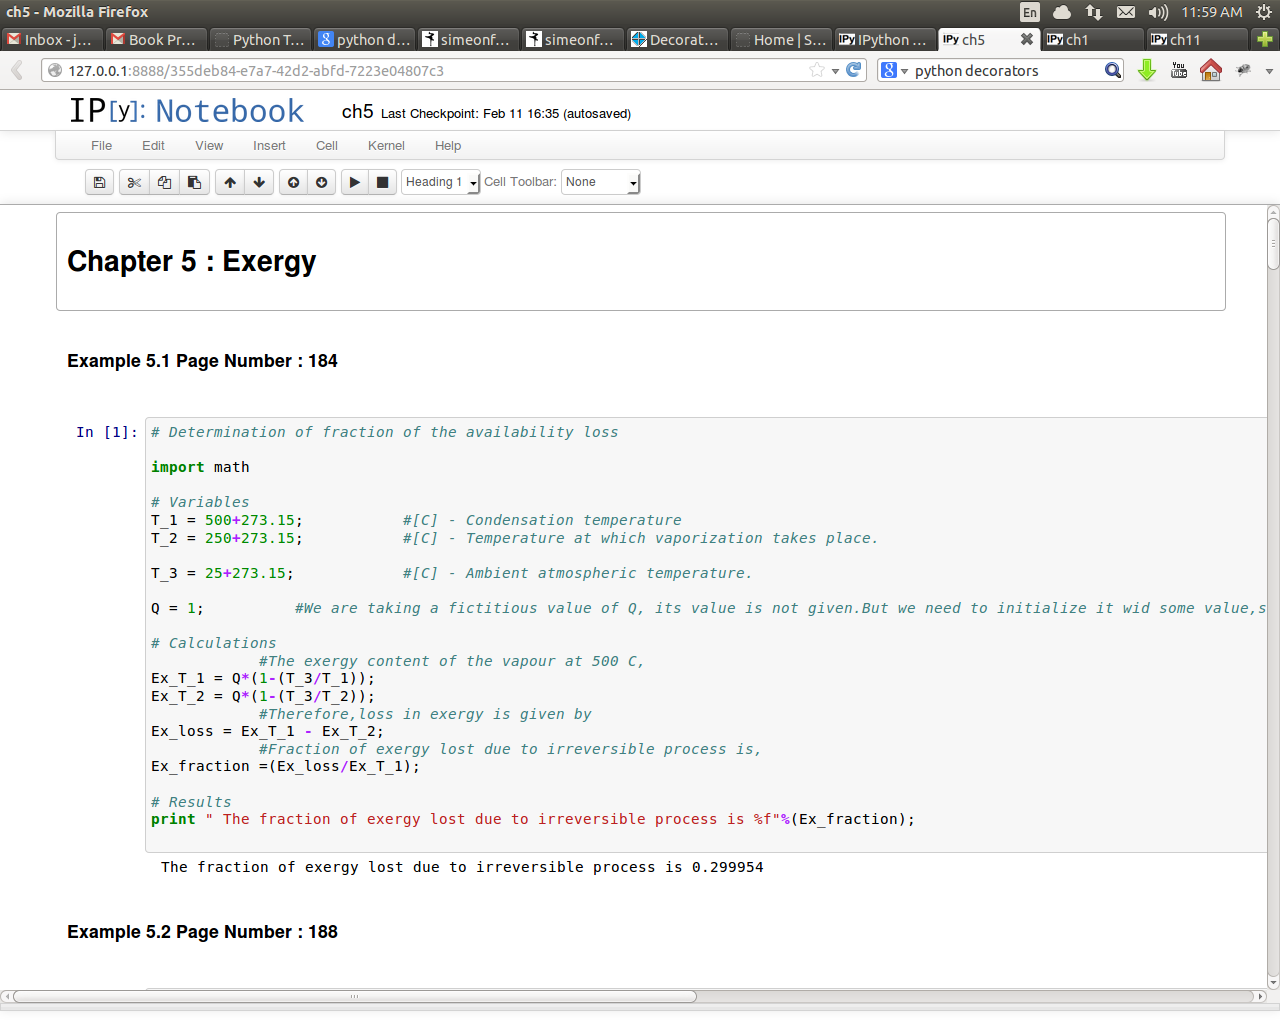 ch5 - Mozilla Firefox
En
11:59 AM
Inbox - j...
Book Pr...
Python T...
python d...
simeonf...
simeonf...
Decorat...
Home | S...
IP[y] IPython ...
IP[y] ch5
IP[y] ch1
IP[y] ch11
127.0.0.1:8888/355deb84-e7a7-42d2-abfd-7223e04807c3
python decorators
IP[y]: Notebook
ch5 Last Checkpoint: Feb 11 16:35 (autosaved)
File Edit View Insert Cell Kernel Help
Heading 1 Cell Toolbar: None
Chapter 5 : Exergy
Example 5.1 Page Number : 184
In [1]:
# Determination of fraction of the availability loss
import math
# Variables
T_1 = 500+273.15; #[C] - Condensation temperature
T_2 = 250+273.15; #[C] - Temperature at which vaporization takes place.
T_3 = 25+273.15; #[C] - Ambient atmospheric temperature.
Q = 1; #We are taking a fictitious value of Q, its value is not given.But we need to initialize it wid some value,s
# Calculations
#The exergy content of the vapour at 500 C,
Ex_T_1 = Q*(1-(T_3/T_1));
Ex_T_2 = Q*(1-(T_3/T_2));
#Therefore,loss in exergy is given by
Ex_loss = Ex_T_1 - Ex_T_2;
#Fraction of exergy lost due to irreversible process is,
Ex_fraction =(Ex_loss/Ex_T_1);
# Results
print " The fraction of exergy lost due to irreversible process is %f"%(Ex_fraction);
The fraction of exergy lost due to irreversible process is 0.299954
Example 5.2 Page Number : 188